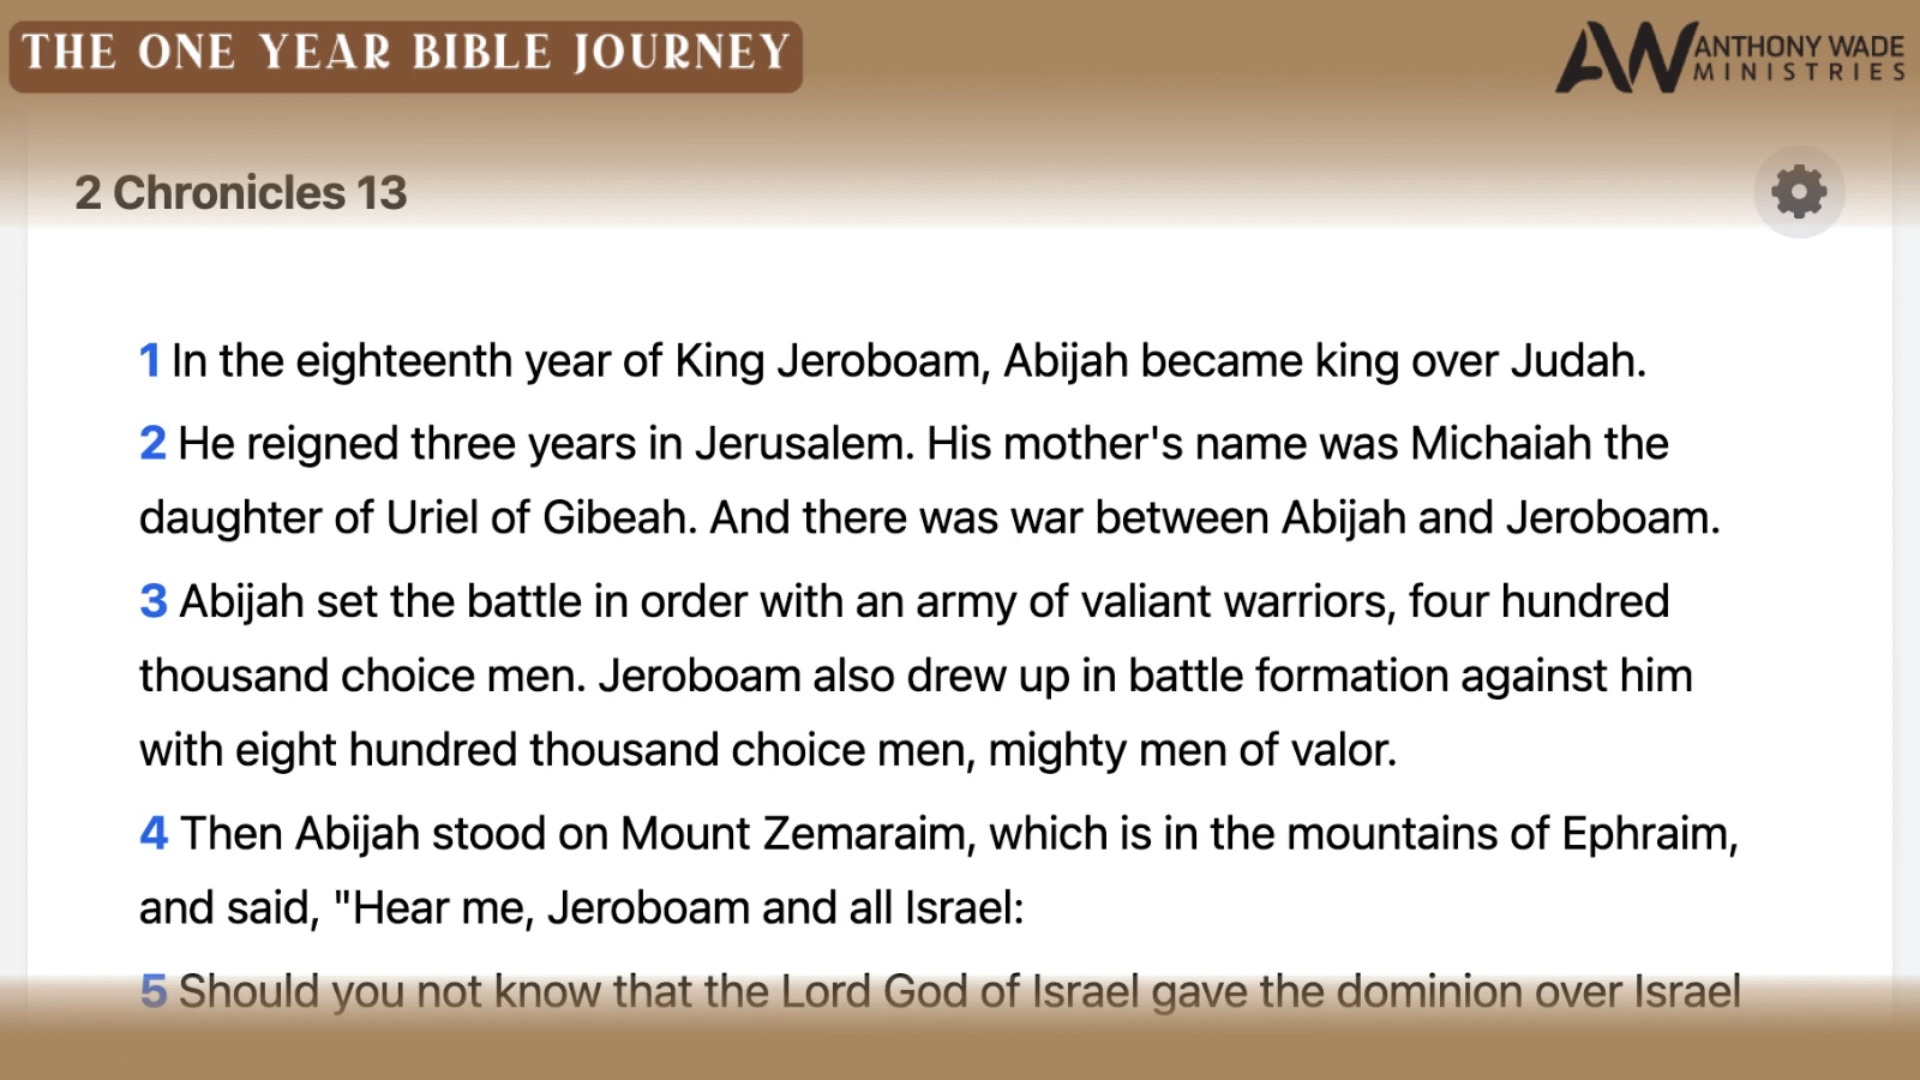 THE ONE YEAR BIBLE JOURNEY
AW ANTHONY WADE
MINISTRIES
2 Chronicles 13
1 In the eighteenth year of King Jeroboam, Abijah became king over Judah.
2 He reigned three years in Jerusalem. His mother's name was Michaiah the
daughter of Uriel of Gibeah. And there was war between Abijah and Jeroboam.
3 Abijah set the battle in order with an army of valiant warriors, four hundred
thousand choice men. Jeroboam also drew up in battle formation against him
with eight hundred thousand choice men, mighty men of valor.
4 Then Abijah stood on Mount Zemaraim, which is in the mountains of Ephraim,
and said, "Hear me, Jeroboam and all Israel:
5 Should you not know that the Lord God of Israel gave the dominion over Israel